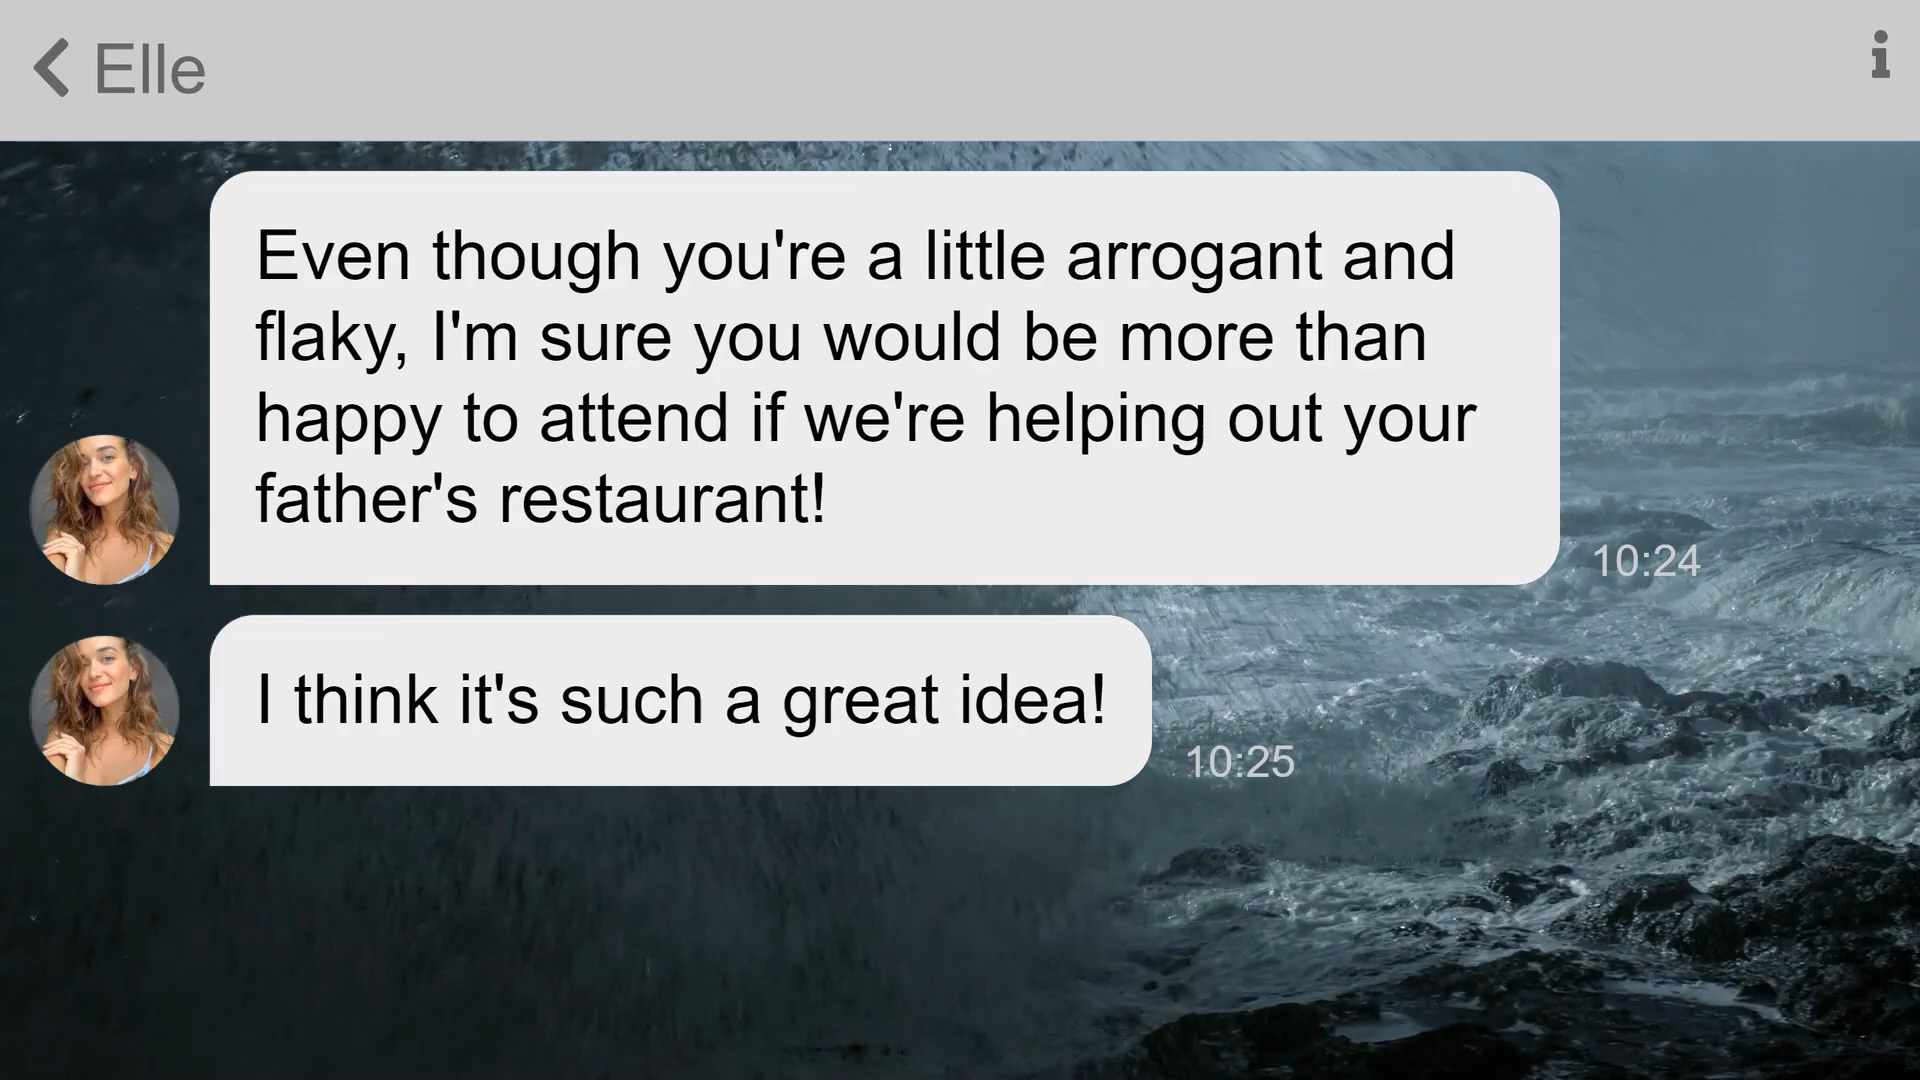 Elle
Even though you're a little arrogant and
flaky, I'm sure you would be more than
happy to attend if we're helping out your
father's restaurant!
10:24
I think it's such a great idea!
10:25